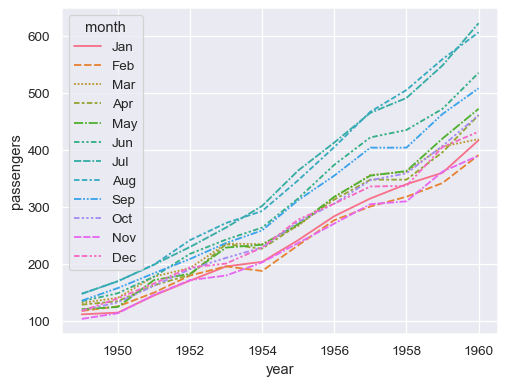 month
Jan
Feb
Mar
Apr
May
Jun
Jul
Aug
Sep
Oct
Nov
Dec
600
500
400
300
200
100
passengers
1950 1952 1954 1956 1958 1960
year